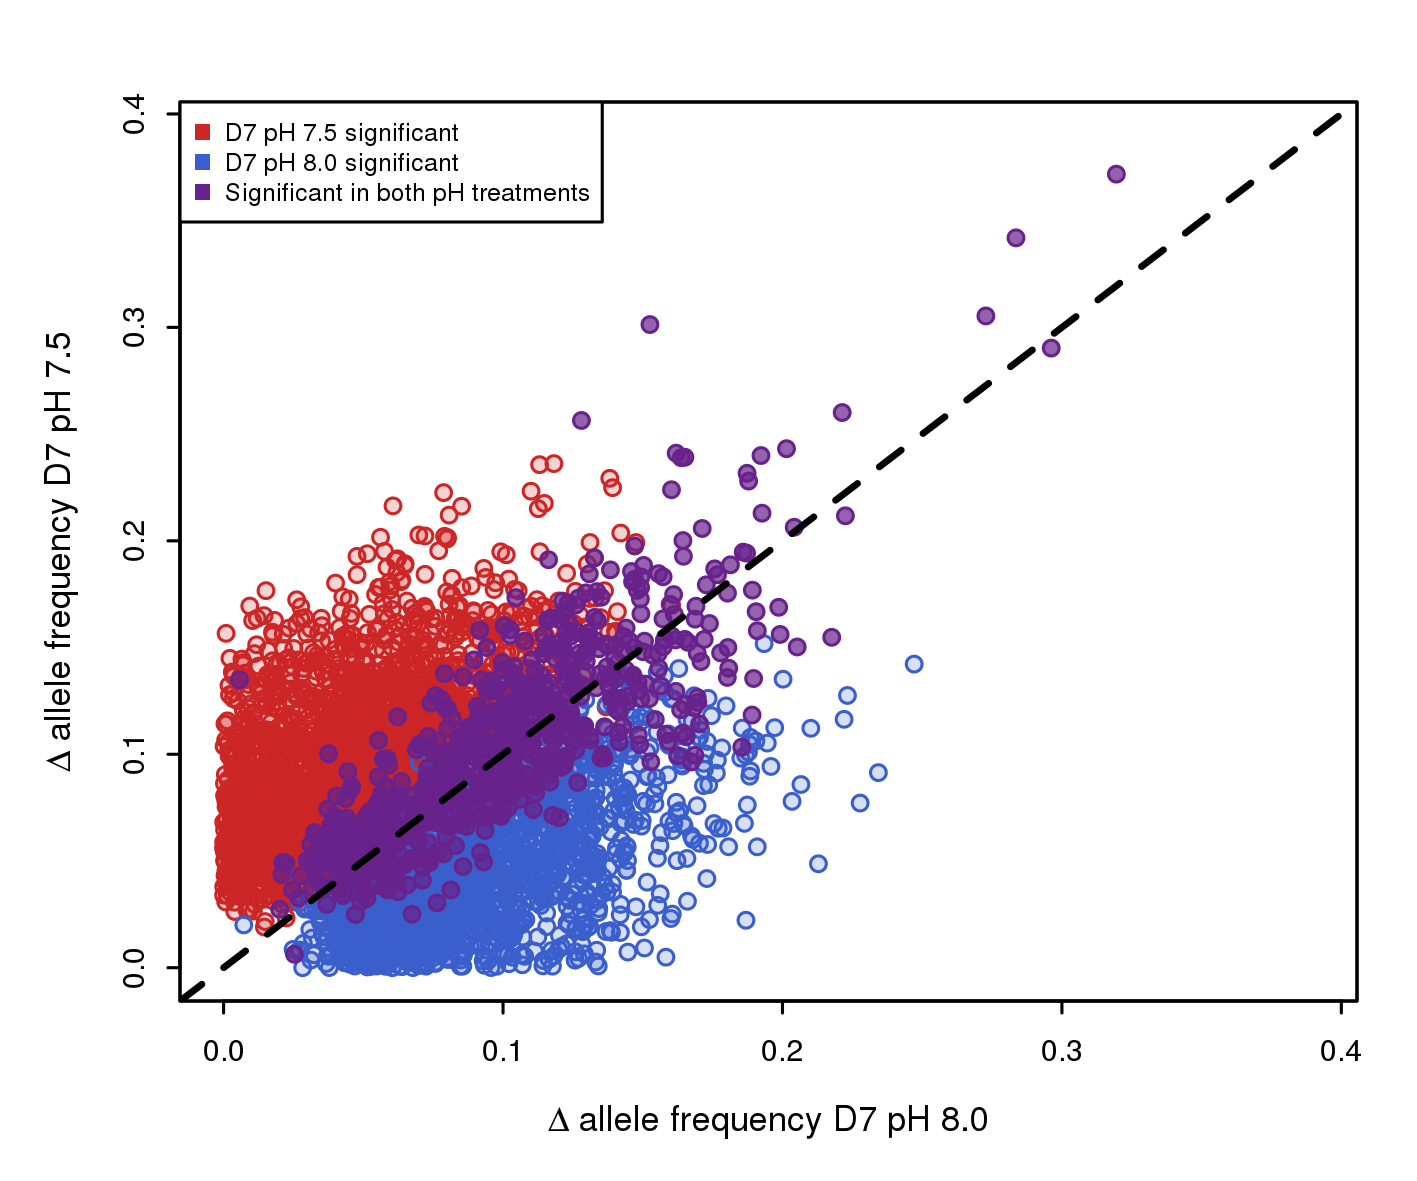 D7 pH 7.5 significant
D7 pH 8.0 significant
Significant in both pH treatments
Δ allele frequency D7 pH 7.5
0.4
0.3
0.2
0.1
0.0
0.0 0.1 0.2 0.3 0.4
Δ allele frequency D7 pH 8.0